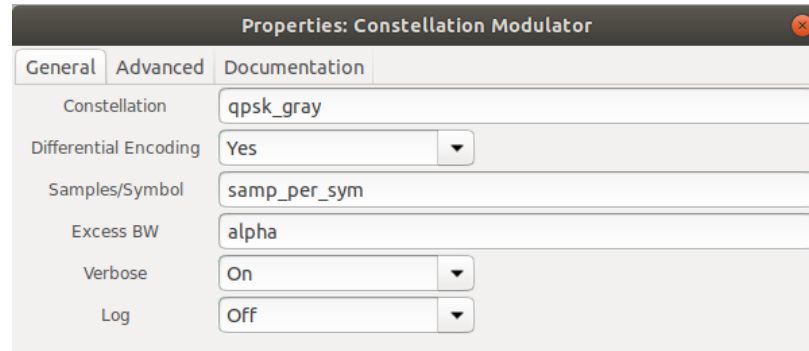 Properties: Constellation Modulator
General Advanced Documentation
Constellation qpsk_gray
Differential Encoding Yes
Samples/Symbol samp_per_sym
Excess BW alpha
Verbose On
Log Off